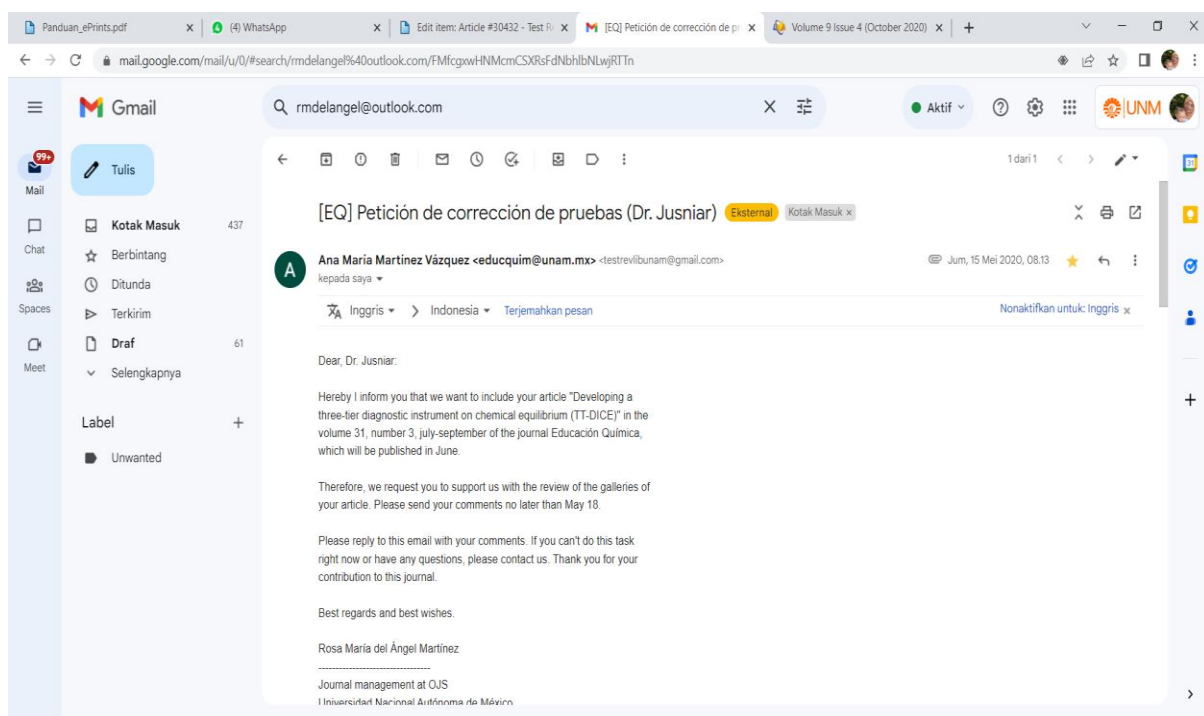 Panduan_ePrints.pdf
(4) WhatsApp
Edit item: Article #30432 - Test R
[EQ] Petición de corrección de p
Volume 9 Issue 4 (October 2020)
mail.google.com/mail/u/0/#search/rmdelangel%40outlook.com/FMfcgxwHNMcmCSXRsFdNbhlbNLwjRTTn
Gmail
rmdelangel@outlook.com
Aktif
UNM
99+
Mail
Chat
Spaces
Meet
Tulis
Kotak Masuk 437
Berbintang
Ditunda
Terkirim
Draf 61
Selengkapnya
Label
Unwanted
1 dari 1
31
[EQ] Petición de corrección de pruebas (Dr. Jusniar) Eksternal Kotak Masuk x
A
Ana María Martínez Vázquez <educquim@unam.mx> <testrevlibunam@gmail.com>
Jum, 15 Mei 2020, 08.13
kepada saya
Inggris > Indonesia Terjemahkan pesan
Nonaktifkan untuk: Inggris x
Dear, Dr. Jusniar:
Hereby I inform you that we want to include your article "Developing a
three-tier diagnostic instrument on chemical equilibrium (TT-DICE)" in the
volume 31, number 3, july-september of the journal Educación Química,
which will be published in June.
Therefore, we request you to support us with the review of the galleries of
your article. Please send your comments no later than May 18.
Please reply to this email with your comments. If you can't do this task
right now or have any questions, please contact us. Thank you for your
contribution to this journal.
Best regards and best wishes.
Rosa María del Ángel Martínez
---------------------------------
Journal management at OJS
Universidad Nacional Autónoma de México